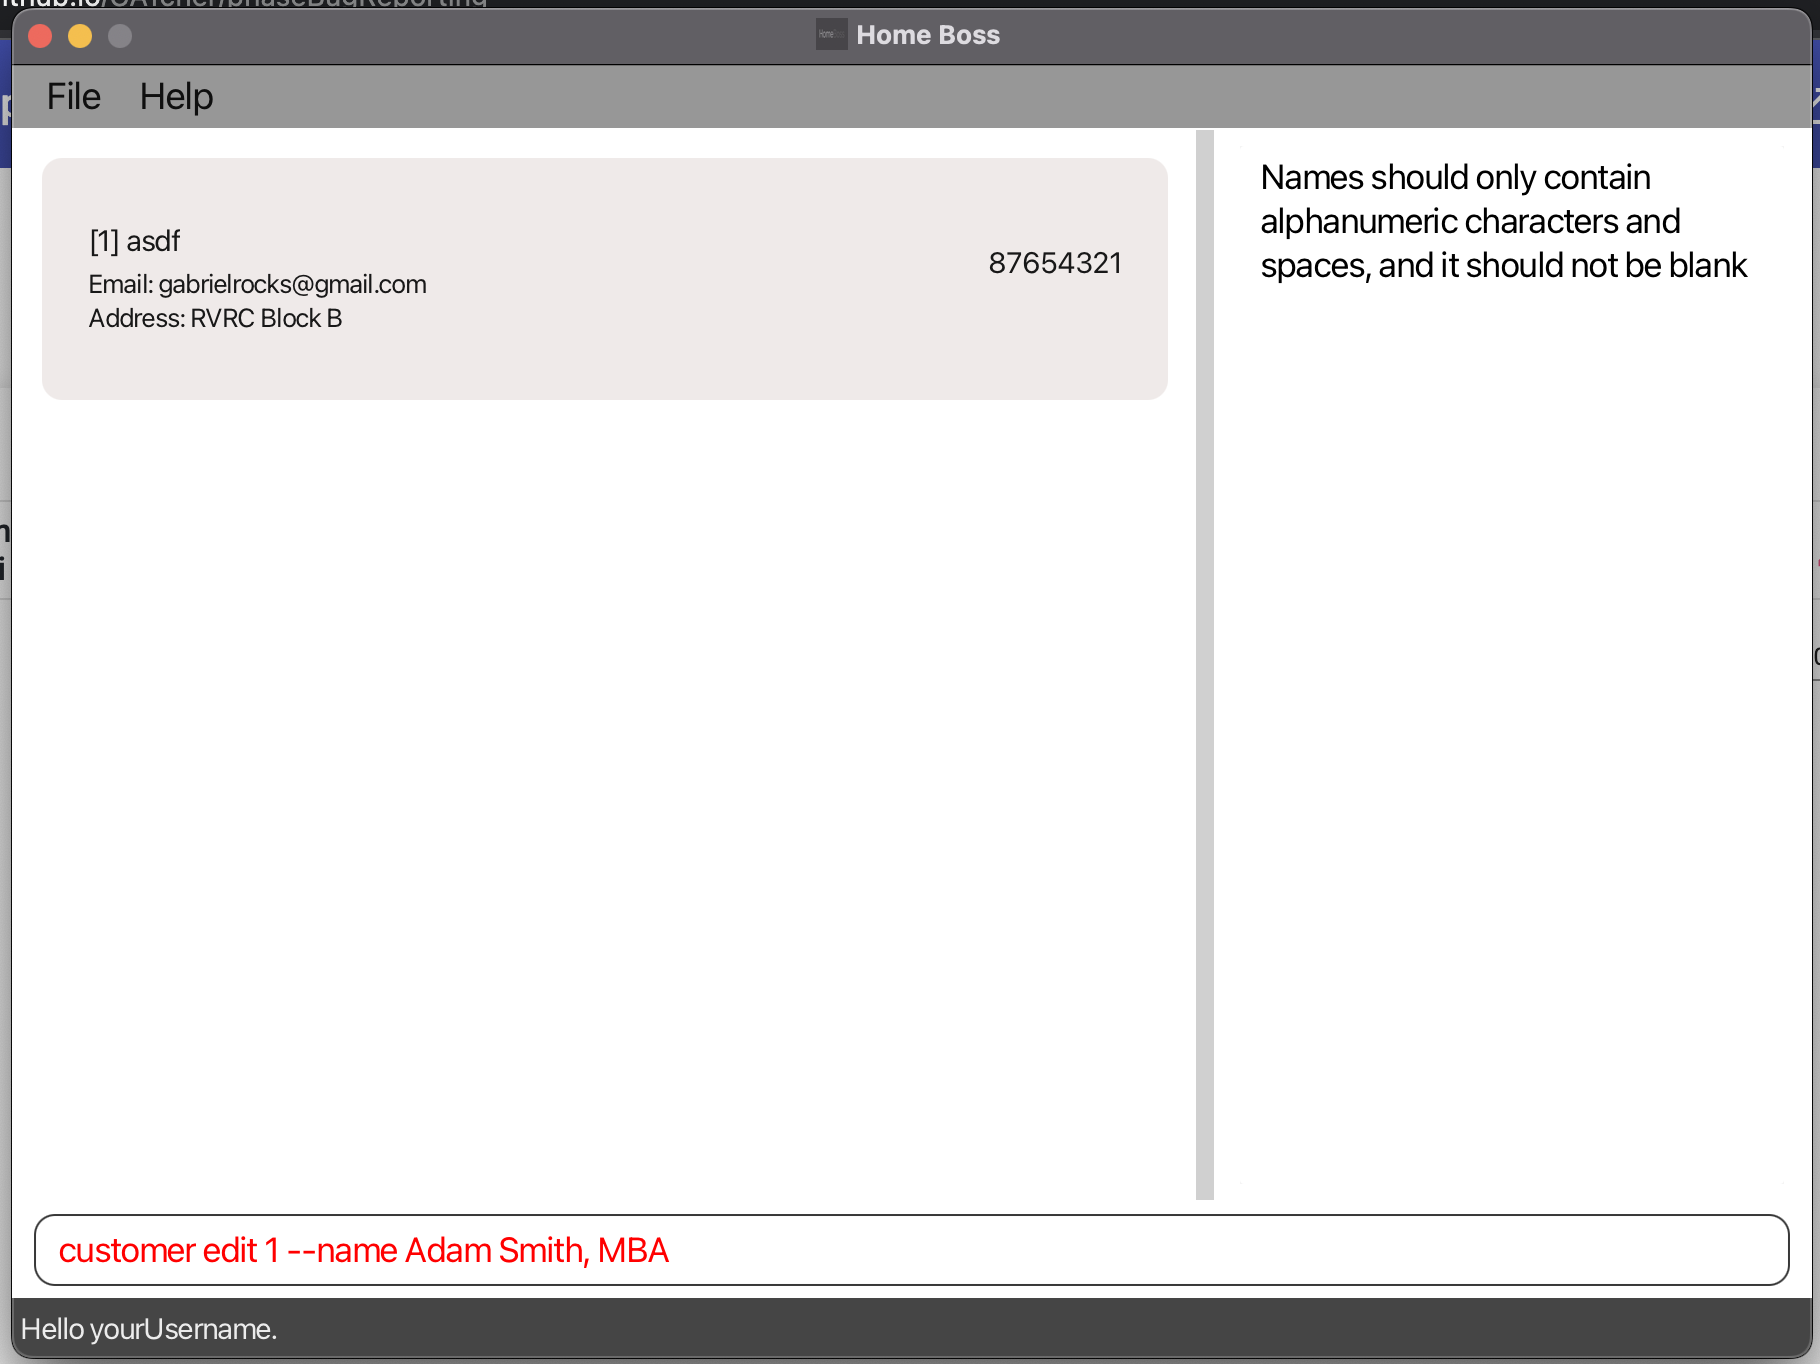 Home Boss
File Help
[1] asdf
Email: gabrielrocks@gmail.com
Address: RVRC Block B
87654321
Names should only contain
alphanumeric characters and
spaces, and it should not be blank
customer edit 1 --name Adam Smith, MBA
Hello yourUsername.